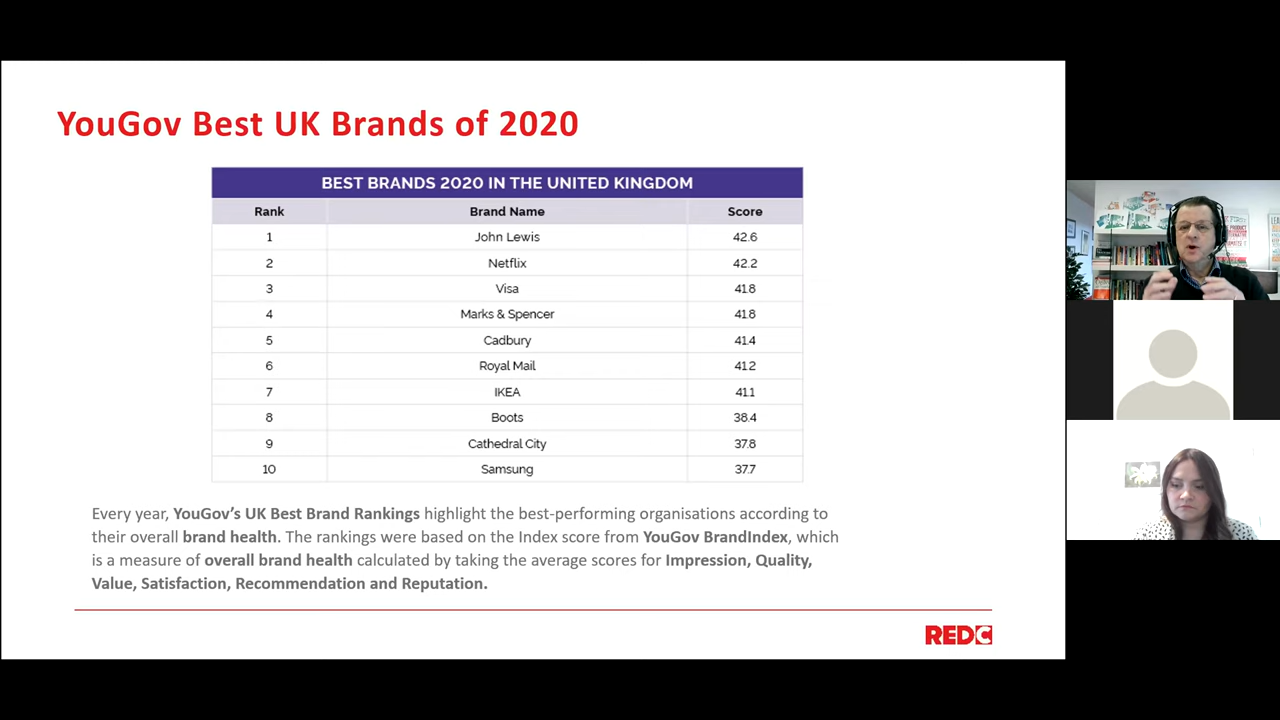 YouGov Best UK Brands of 2020
BEST BRANDS 2020 IN THE UNITED KINGDOM
Rank Brand Name Score
1 John Lewis 42.6
2 Netflix 42.2
3 Visa 41.8
4 Marks & Spencer 41.8
5 Cadbury 41.4
6 Royal Mail 41.2
7 IKEA 41.1
8 Boots 38.4
9 Cathedral City 37.8
10 Samsung 37.7
Every year, YouGov's UK Best Brand Rankings highlight the best-performing organisations according to
their overall brand health. The rankings were based on the Index score from YouGov BrandIndex, which
is a measure of overall brand health calculated by taking the average scores for Impression, Quality,
Value, Satisfaction, Recommendation and Reputation.
REDC